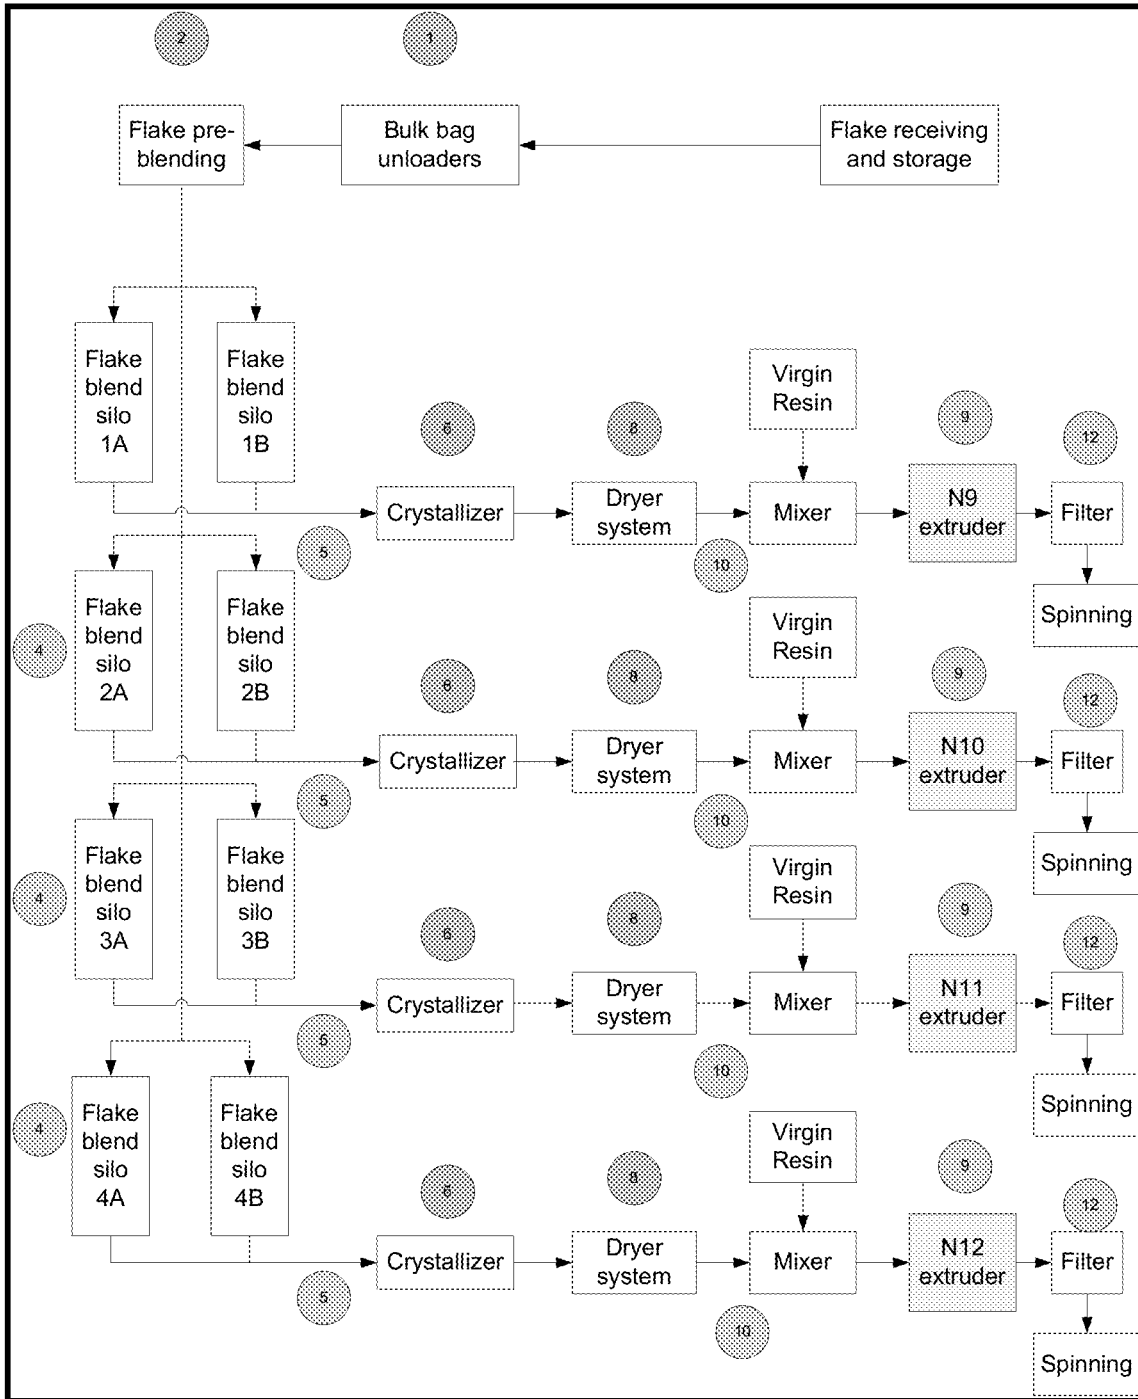 2
1
Flake pre-
blending
Bulk bag
unloaders
Flake receiving
and storage
Flake
blend
silo
1A
Flake
blend
silo
1B
Virgin
Resin
6
8
9
12
Crystallizer
Dryer
system
Mixer
N9
extruder
Filter
5
10
Spinning
4
Flake
blend
silo
2A
Flake
blend
silo
2B
Virgin
Resin
6
8
9
12
Crystallizer
Dryer
system
Mixer
N10
extruder
Filter
5
10
Spinning
4
Flake
blend
silo
3A
Flake
blend
silo
3B
Virgin
Resin
6
8
9
12
Crystallizer
Dryer
system
Mixer
N11
extruder
Filter
5
10
Spinning
4
Flake
blend
silo
4A
Flake
blend
silo
4B
Virgin
Resin
6
8
9
12
Crystallizer
Dryer
system
Mixer
N12
extruder
Filter
5
10
Spinning